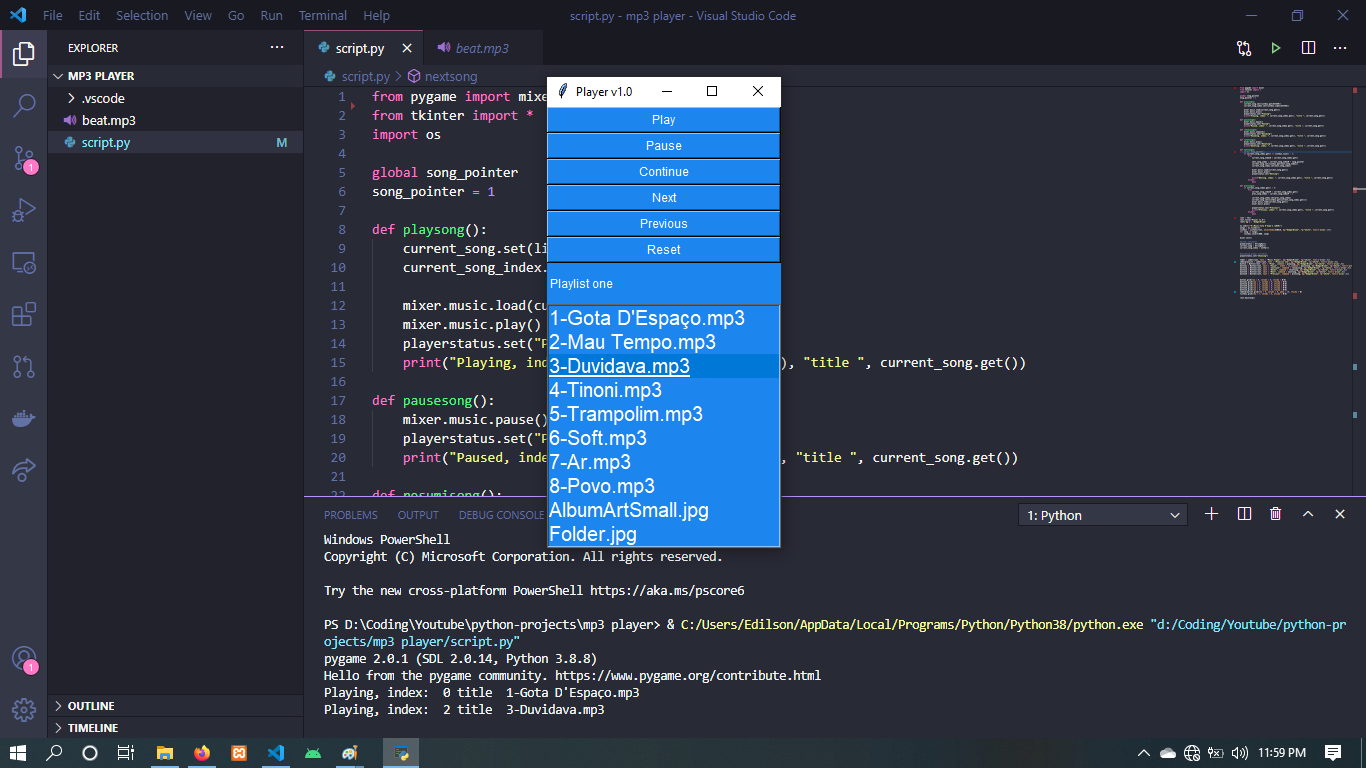 File Edit Selection View Go Run Terminal Help
script.py - mp3 player - Visual Studio Code
EXPLORER
MP3 PLAYER
.vscode
beat.mp3
script.py M
OUTLINE
TIMELINE
1
1
script.py
beat.mp3
script.py > nextsong
1 from pygame import mixe
2 from tkinter import *
3 import os
4
5 global song_pointer
6 song_pointer = 1
7
8 def playsong():
9 current_song.set(li
10 current_song_index.
11
12 mixer.music.load(cu
13 mixer.music.play()
14 playerstatus.set("P
15 print("Playing, ind ), "title ", current_song.get())
16
17 def pausesong():
18 mixer.music.pause()
19 playerstatus.set("P
20 print("Paused, inde , "title ", current_song.get())
21
22 def resumisong():
Player v1.0
Play
Pause
Continue
Next
Previous
Reset
Playlist one
1-Gota D'Espaço.mp3
2-Mau Tempo.mp3
3-Duvidava.mp3
4-Tinoni.mp3
5-Trampolim.mp3
6-Soft.mp3
7-Ar.mp3
8-Povo.mp3
AlbumArtSmall.jpg
Folder.jpg
PROBLEMS OUTPUT DEBUG CONSOLE
1: Python
Windows PowerShell
Copyright (C) Microsoft Corporation. All rights reserved.
Try the new cross-platform PowerShell https://aka.ms/pscore6
PS D:\Coding\Youtube\python-projects\mp3 player> & C:/Users/Edilson/AppData/Local/Programs/Python/Python38/python.exe "d:/Coding/Youtube/python-pr
ojects/mp3 player/script.py"
pygame 2.0.1 (SDL 2.0.14, Python 3.8.8)
Hello from the pygame community. https://www.pygame.org/contribute.html
Playing, index:  0 title  1-Gota D'Espaço.mp3
Playing, index:  2 title  3-Duvidava.mp3
11:59 PM